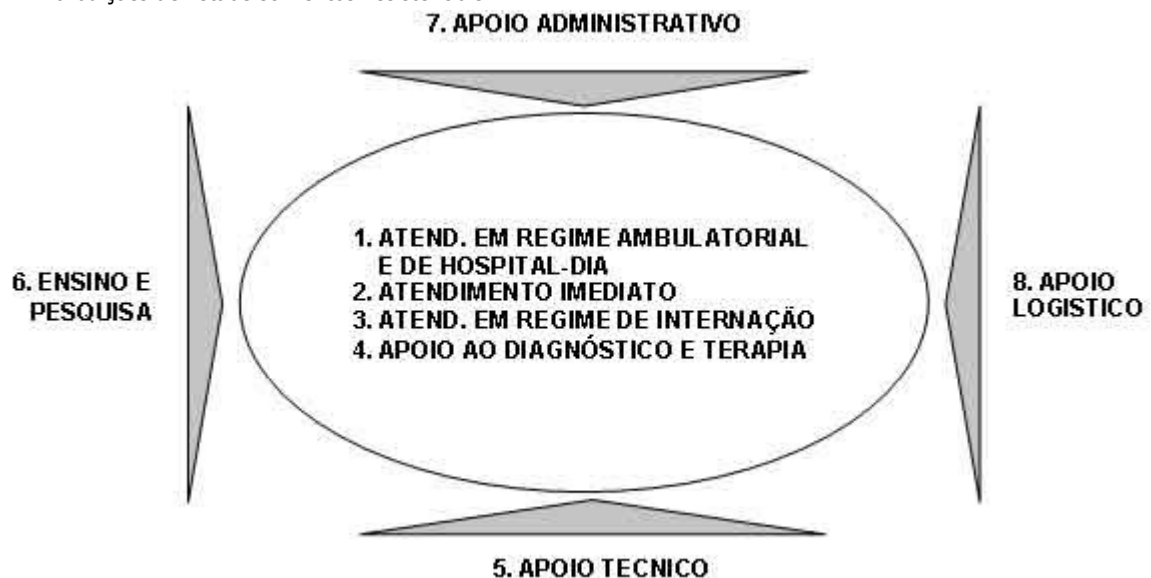 7. APOIO ADMINISTRATIVO
1. ATEND. EM REGIME AMBULATORIAL
E DE HOSPITAL-DIA
2. ATENDIMENTO IMEDIATO
3. ATEND. EM REGIME DE INTERNAÇÃO
4. APOIO AO DIAGNÓSTICO E TERAPIA
6. ENSINO E
PESQUISA
8. APOIO
LOGISTICO
5. APOIO TECNICO